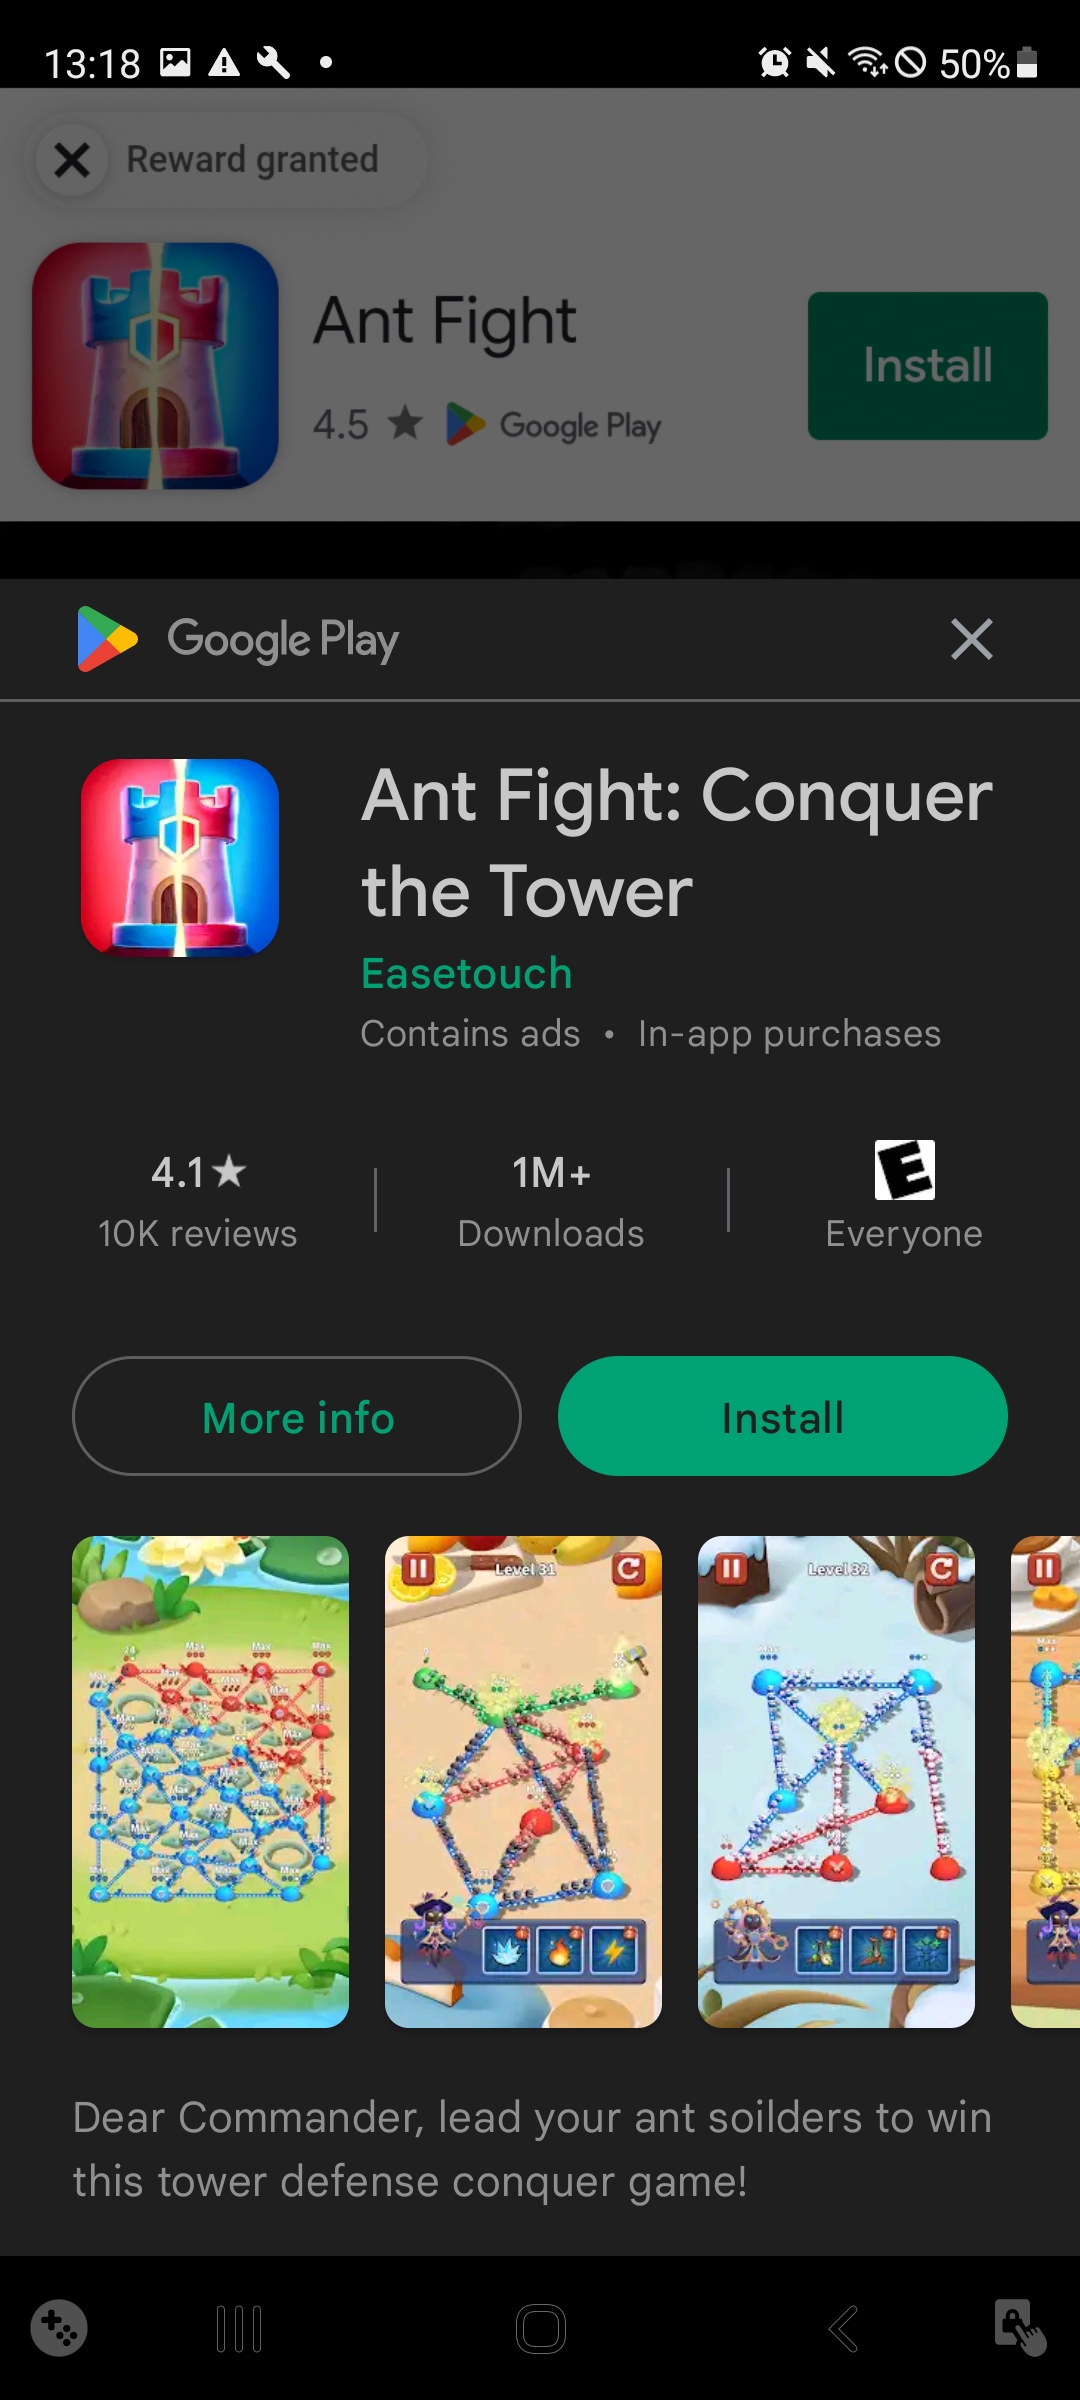 13:18
50%
Reward granted
Ant Fight
Install
4.5 ★ Google Play
Google Play
Ant Fight: Conquer
the Tower
Easetouch
Contains ads • In-app purchases
4.1★
10K reviews
1M+
Downloads
E
Everyone
More info
Install
Level 31
Level 32
Dear Commander, lead your ant soilders to win
this tower defense conquer game!